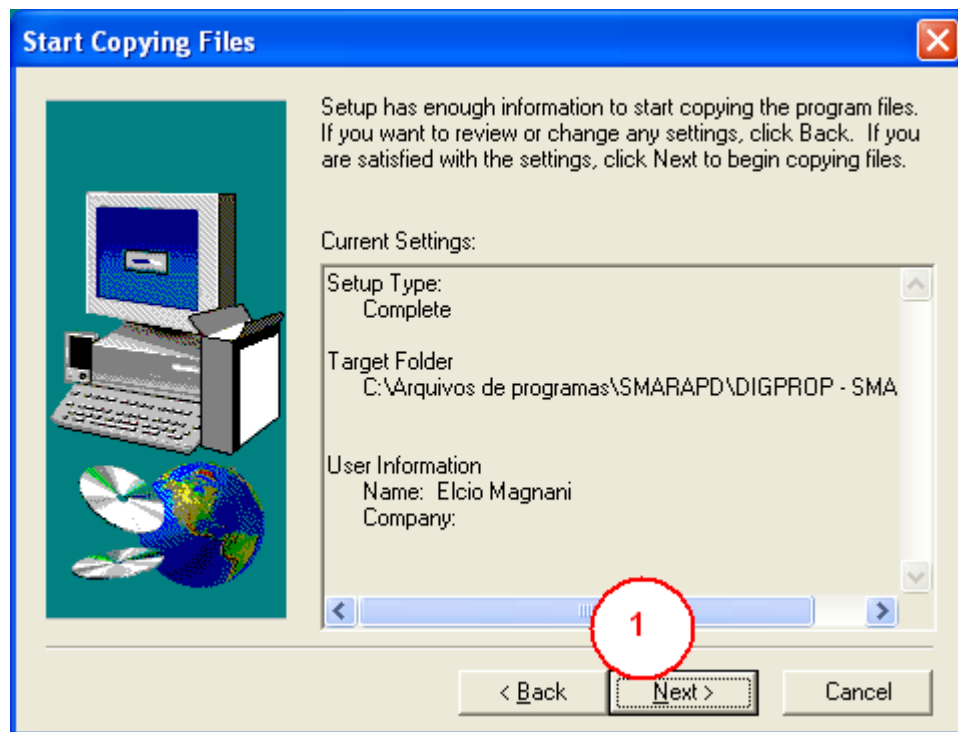 Start Copying Files
Setup has enough information to start copying the program files.
If you want to review or change any settings, click Back.  If you
are satisfied with the settings, click Next to begin copying files.
Current Settings:
Setup Type:
Complete
Target Folder
C:\Arquivos de programas\SMARAPD\DIGPROP - SMA
User Information
Name:  Elcio Magnani
Company:
1
< Back
Next >
Cancel